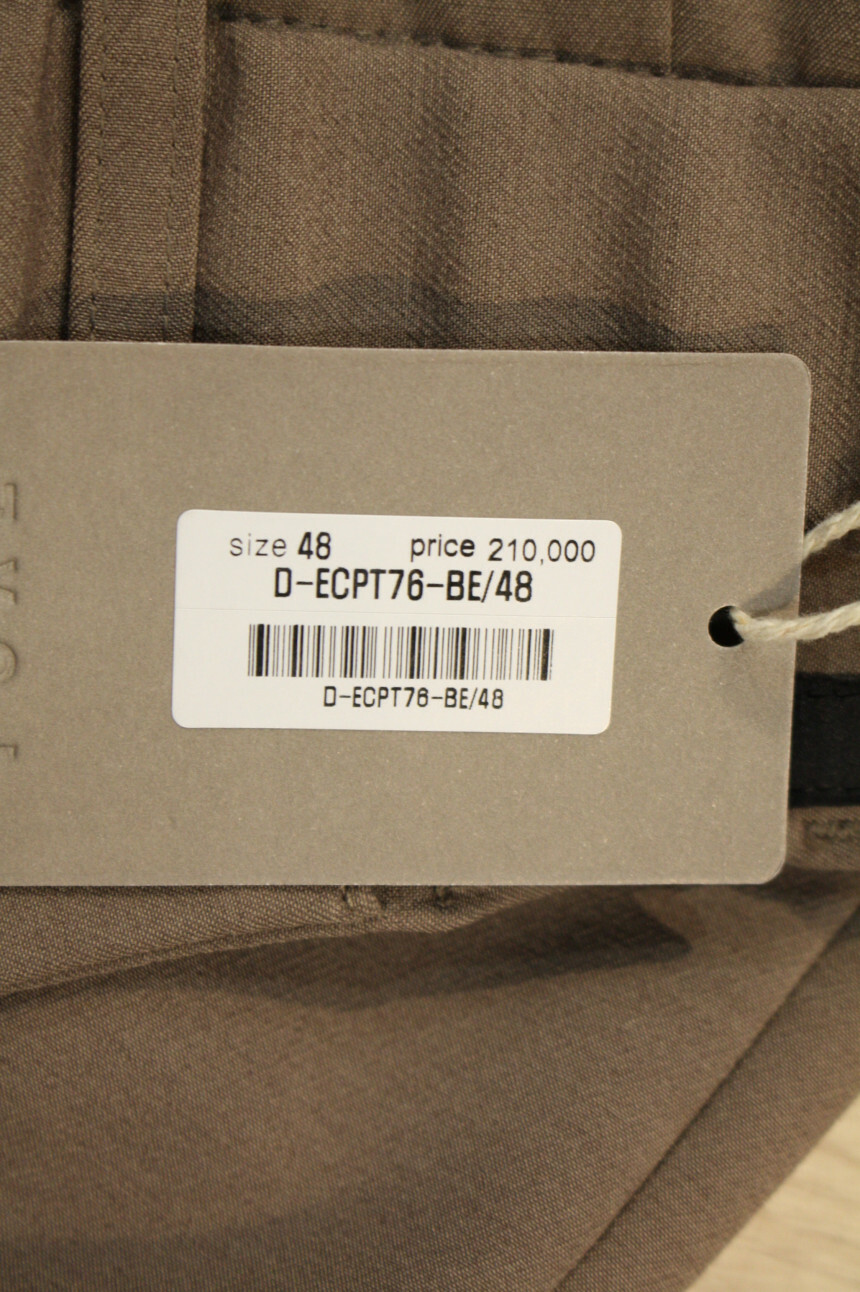 size 48 price 210,000
D-ECPT76-BE/48
D-ECPT76-BE/48